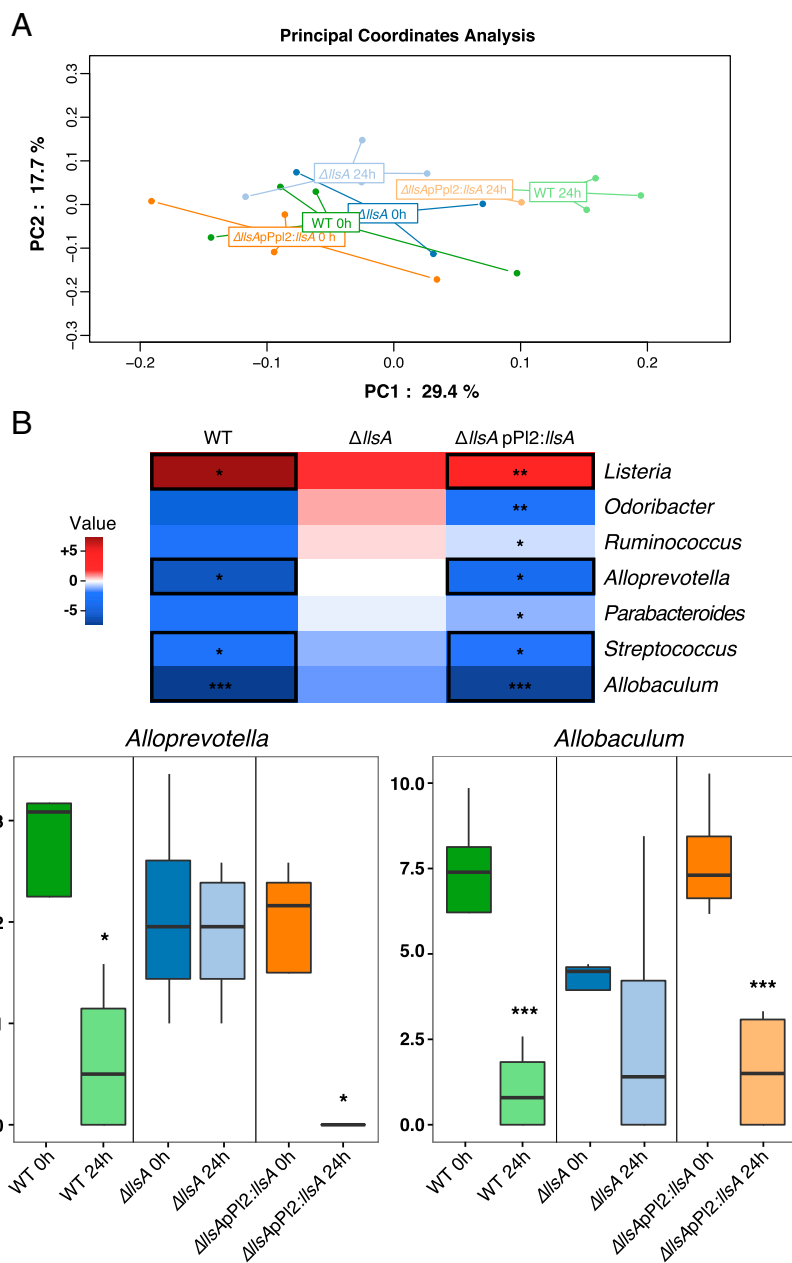 A
Principal Coordinates Analysis
PC2 : 17.7 %
0.3
0.2
0.1
0.0
−0.1
−0.2
−0.3
ΔllsA 24h
ΔllsApPpl2:llsA 24h
WT 24h
ΔllsA 0h
WT 0h
ΔllsApPpl2:llsA 0 h
−0.2 −0.1 0.0 0.1 0.2
PC1 : 29.4 %
B
WT ΔllsA ΔllsA pPl2:llsA
Value
+5
0
-5
* ** Listeria
** Odoribacter
* Ruminococcus
* * Alloprevotella
* Parabacteroides
* * Streptococcus
*** *** Allobaculum
Alloprevotella
2
1
0
* *
WT 0h
WT 24h
ΔllsA 0h
ΔllsA 24h
ΔllsApPl2:llsA 0h
ΔllsApPl2:llsA 24h
Allobaculum
10.0
7.5
5.0
2.5
0.0
*** ***
WT 0h
WT 24h
ΔllsA 0h
ΔllsA 24h
ΔllsApPl2:llsA 0h
ΔllsApPl2:llsA 24h